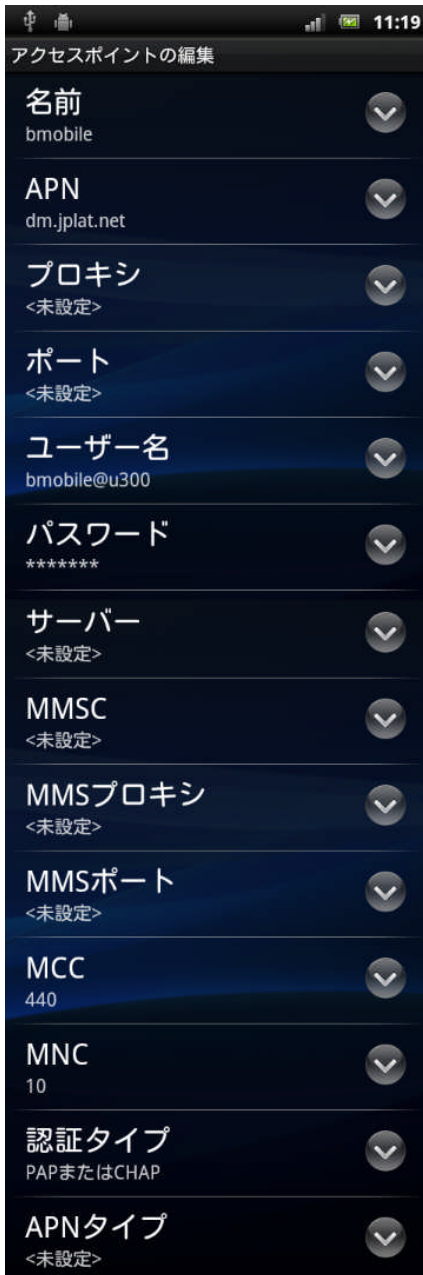 11:19
アクセスポイントの編集
名前
bmobile
APN
dm.jplat.net
プロキシ
<未設定>
ポート
<未設定>
ユーザー名
bmobile@u300
パスワード
*******
サーバー
<未設定>
MMSC
<未設定>
MMSプロキシ
<未設定>
MMSポート
<未設定>
MCC
440
MNC
10
認証タイプ
PAPまたはCHAP
APNタイプ
<未設定>